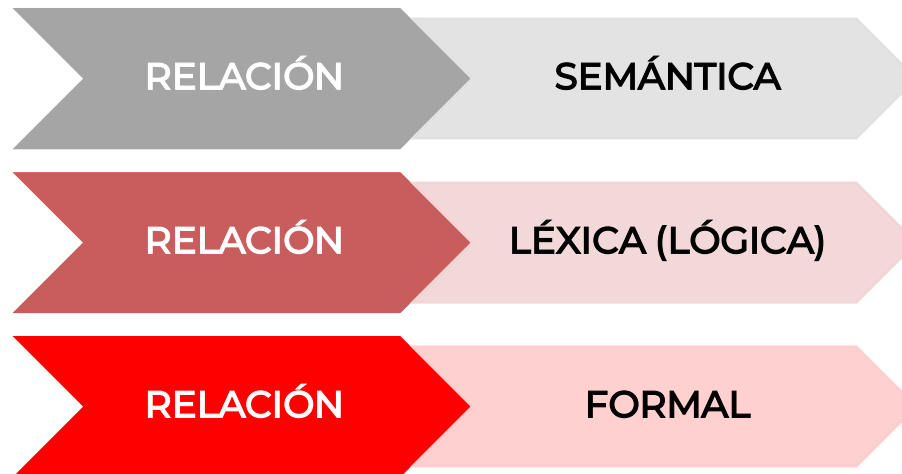 RELACIÓN SEMÁNTICA
RELACIÓN LÉXICA (LÓGICA)
RELACIÓN FORMAL